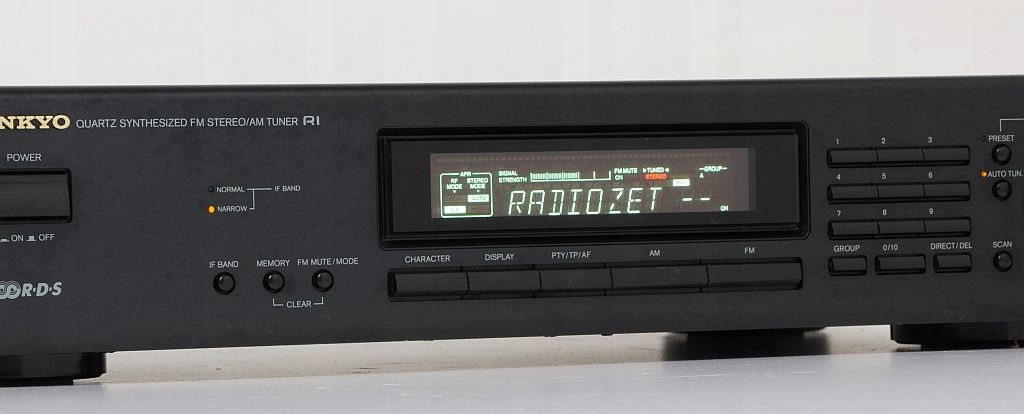 NKYO QUARTZ SYNTHESIZED FM STEREO/AM TUNER RI
POWER
ON OFF
R·D·S
NORMAL
NARROW
IF BAND
IF BAND
MEMORY
FM MUTE/MODE
CLEAR
APR
RF MODE
STEREO MODE
AUTO
SIGNAL STRENGTH
FM MUTE ON
TUNED
STEREO
GROUP
A
RADIOZET --
CH
CHARACTER
DISPLAY
PTY/TP/AF
AM
FM
1 2 3
4 5 6
7 8 9
GROUP 0/10 DIRECT/DEL
PRESET
AUTO TUN
SCAN